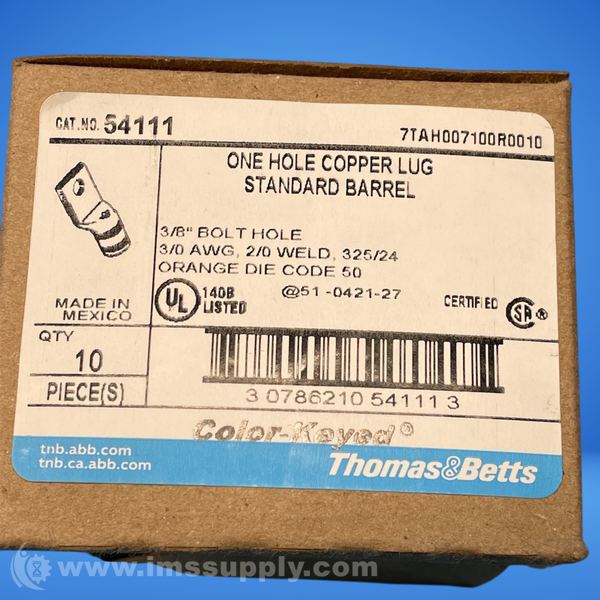 CAT.NO. 54111
7TAH007100R0010
ONE HOLE COPPER LUG
STANDARD BARREL
3/8" BOLT HOLE
3/0 AWG, 2/0 WELD, 325/24
ORANGE DIE CODE 50
UL 140B LISTED
@51-0421-27
CERTIFIED SA®
MADE IN
MEXICO
QTY
10
PIECE(S)
3 0786210 54111 3
Color-Keyed®
tnb.abb.com
tnb.ca.abb.com
Thomas&Betts
www.imssupply.com